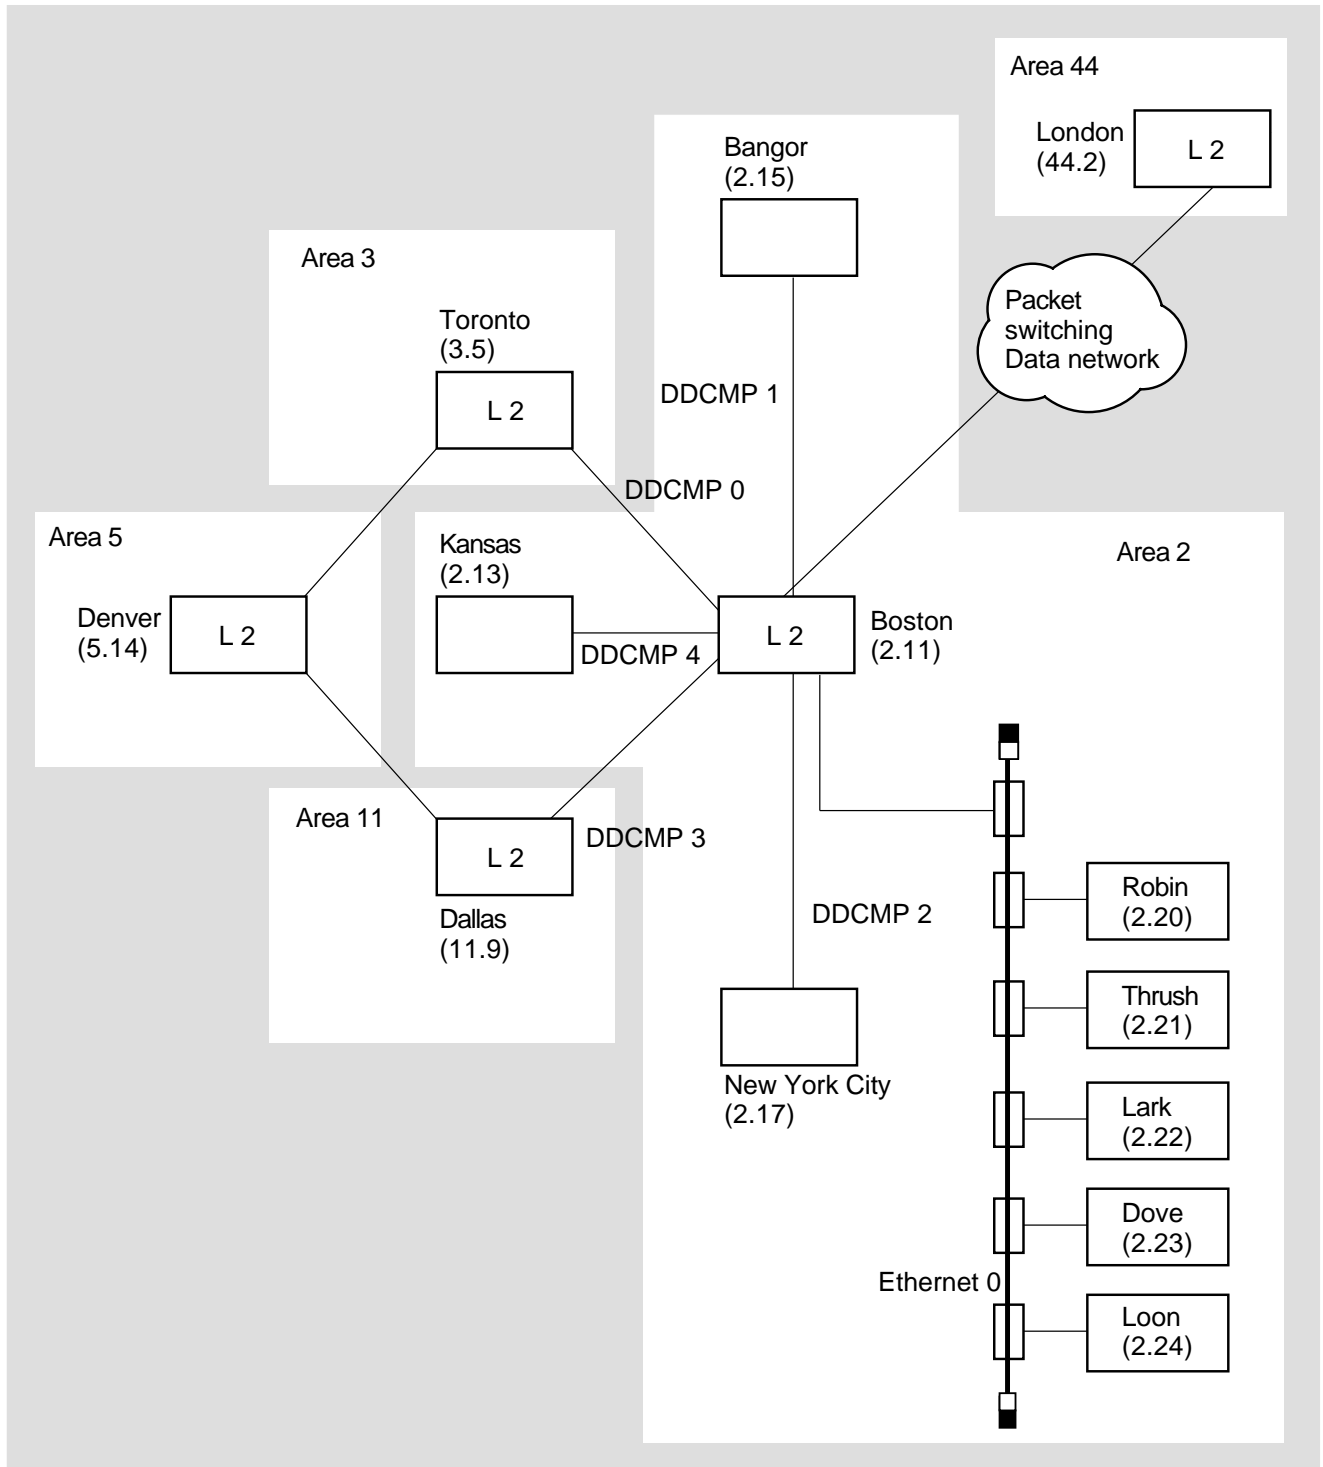 Area 44
London
(44.2)
L 2
Bangor
(2.15)
Area 3
Toronto
(3.5)
L 2
Packet
switching
Data network
DDCMP 1
DDCMP 0
Area 5
Kansas
(2.13)
Area 2
Denver
(5.14)
L 2
DDCMP 4
L 2
Boston
(2.11)
Area 11
L 2
DDCMP 3
Dallas
(11.9)
DDCMP 2
Robin
(2.20)
Thrush
(2.21)
New York City
(2.17)
Lark
(2.22)
Dove
(2.23)
Ethernet 0
Loon
(2.24)